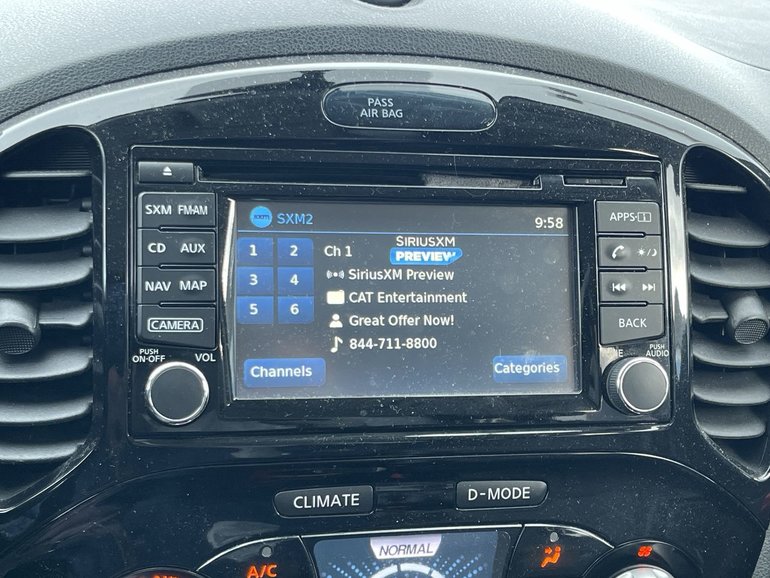 PASS
AIR BAG
SXM FM·AM
CD AUX
NAV MAP
CAMERA
PUSH
ON·OFF
VOL
sxm SXM2 9:58
1 2
3 4
5 6
Ch 1
SIRIUSXM
PREVIEW
SiriusXM Preview
CAT Entertainment
Great Offer Now!
844-711-8800
Channels Categories
APPS·
BACK
PUSH
AUDIO
CLIMATE D-MODE
NORMAL
A/C